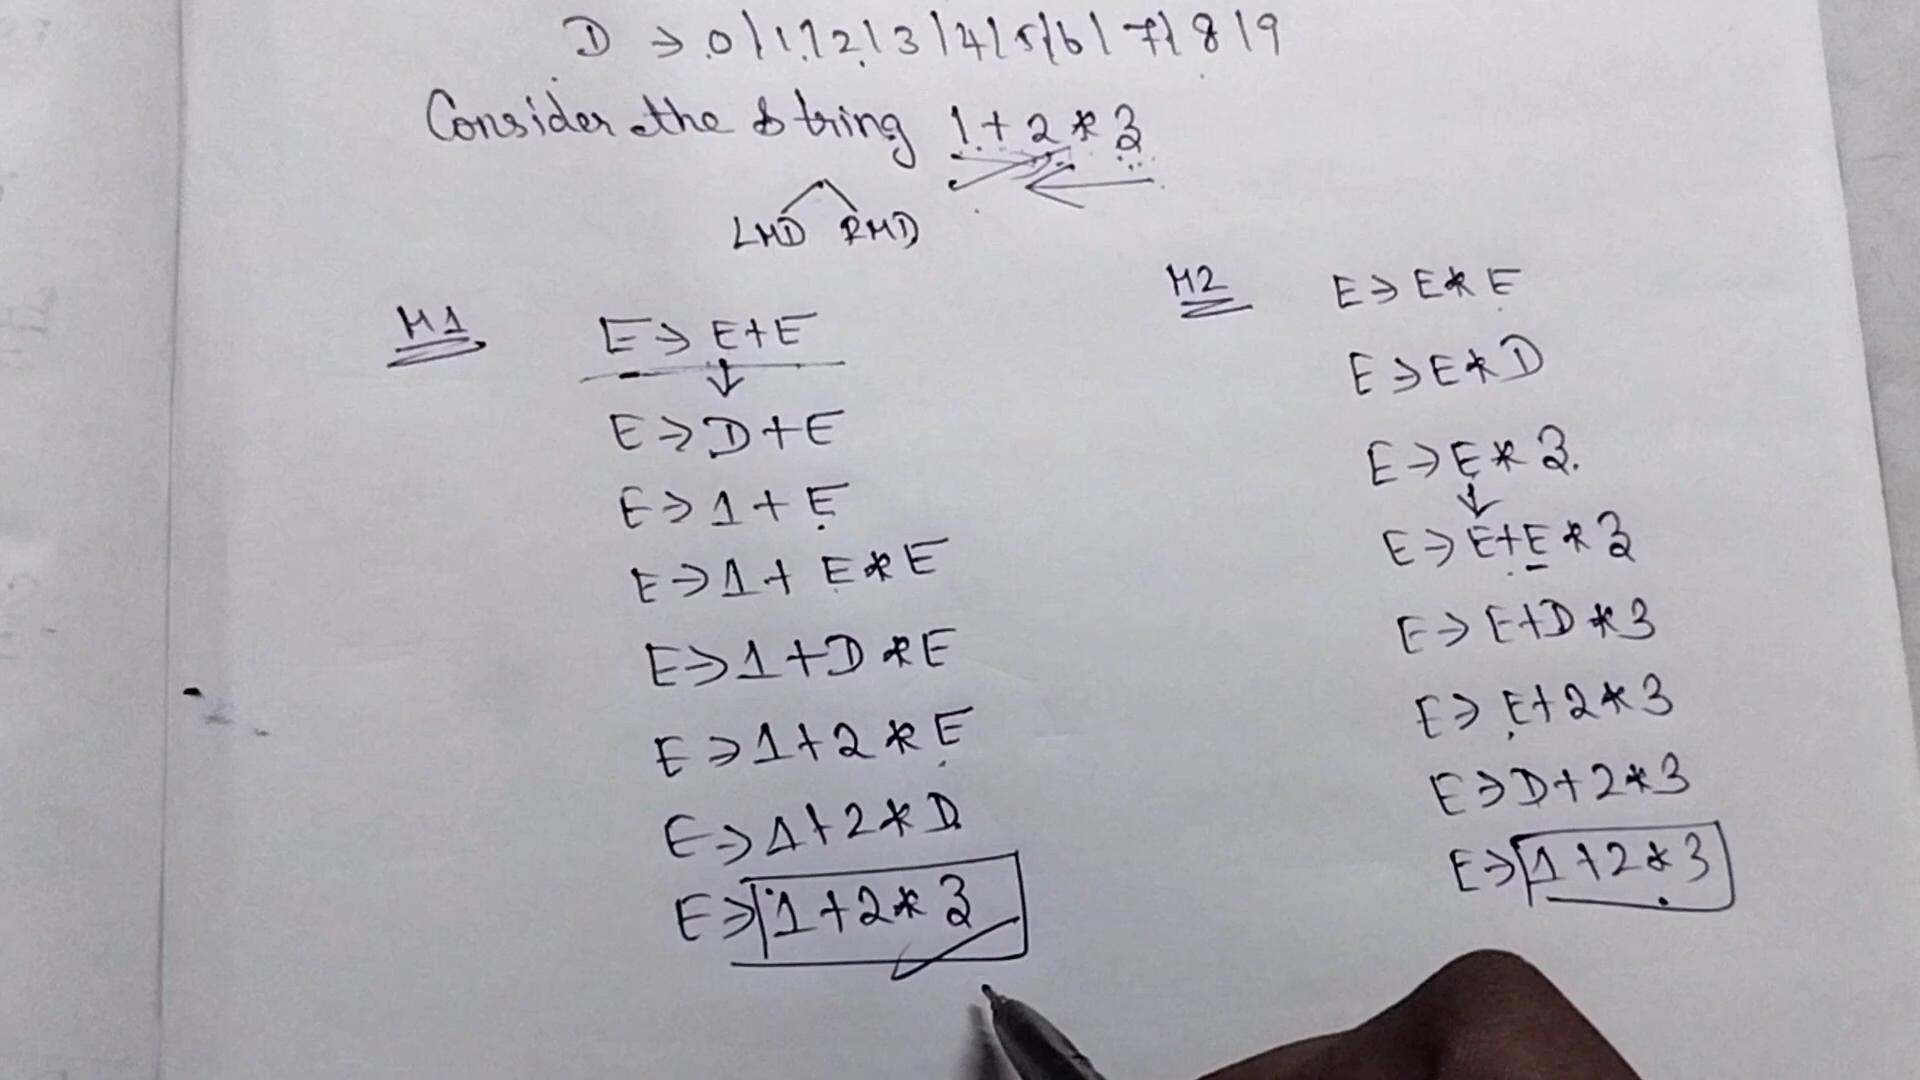 D → 0|1|2|3|4|5|6|7|8|9
Consider the string 1+2*3
LMD RMD
M1
E → E+E
E → D+E
E → 1+E
E → 1+E*E
E → 1+D*E
E → 1+2*E
E → 1+2*D
E → 1+2*3
M2
E → E*E
E → E*D
E → E*3
E → E+E*3
E → E+D*3
E → E+2*3
E → D+2*3
E → 1+2*3